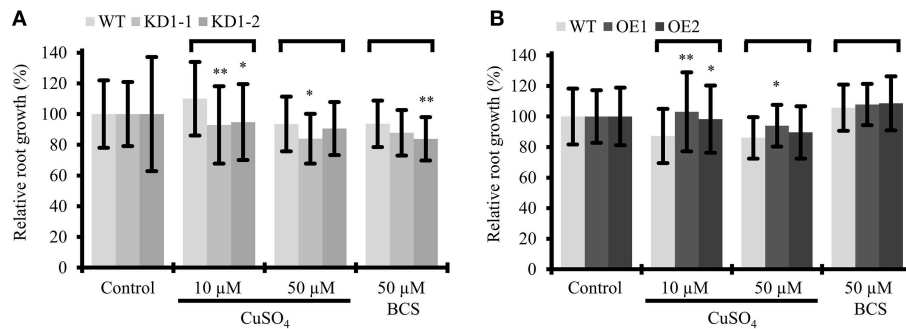 A
WT KD1-1 KD1-2
Relative root growth (%)
140
120
100
80
60
40
20
0
** *
*
**
Control 10 µM 50 µM 50 µM
CuSO4 BCS
B
WT OE1 OE2
Relative root growth (%)
140
120
100
80
60
40
20
0
** *
*
Control 10 µM 50 µM 50 µM
CuSO4 BCS